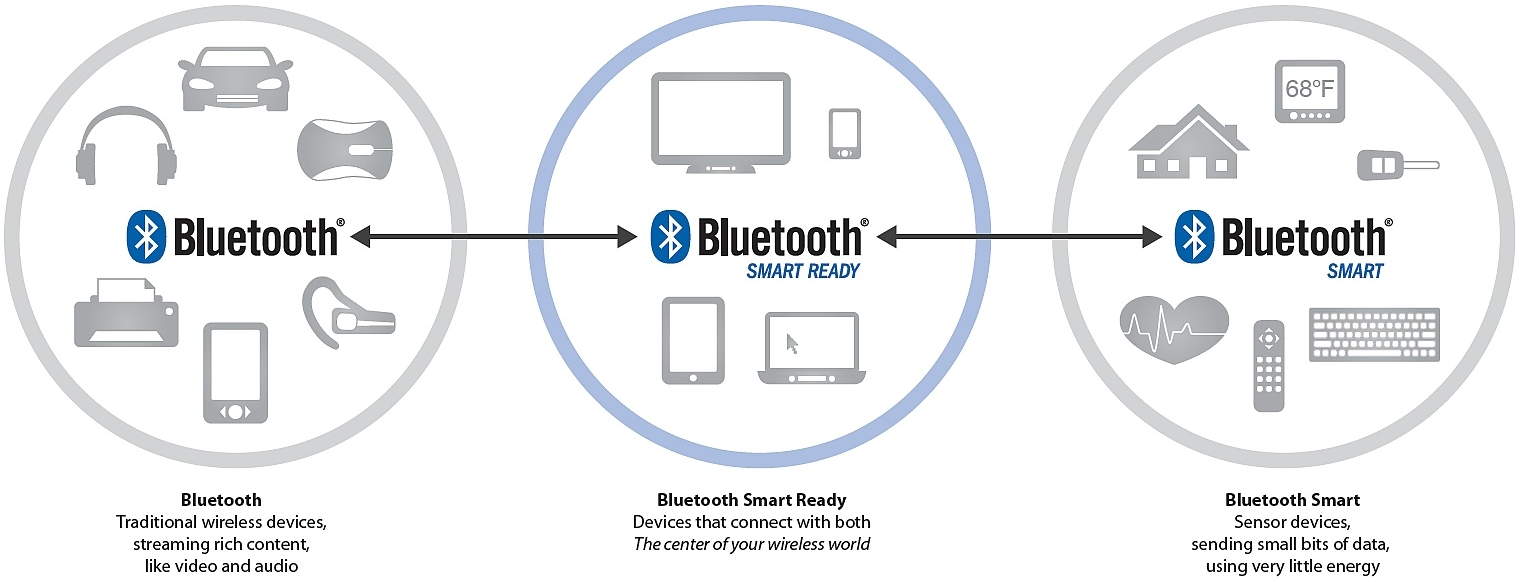 68°F
Bluetooth®
Bluetooth®
SMART READY
Bluetooth®
SMART
Bluetooth
Traditional wireless devices,
streaming rich content,
like video and audio
Bluetooth Smart Ready
Devices that connect with both
The center of your wireless world
Bluetooth Smart
Sensor devices,
sending small bits of data,
using very little energy